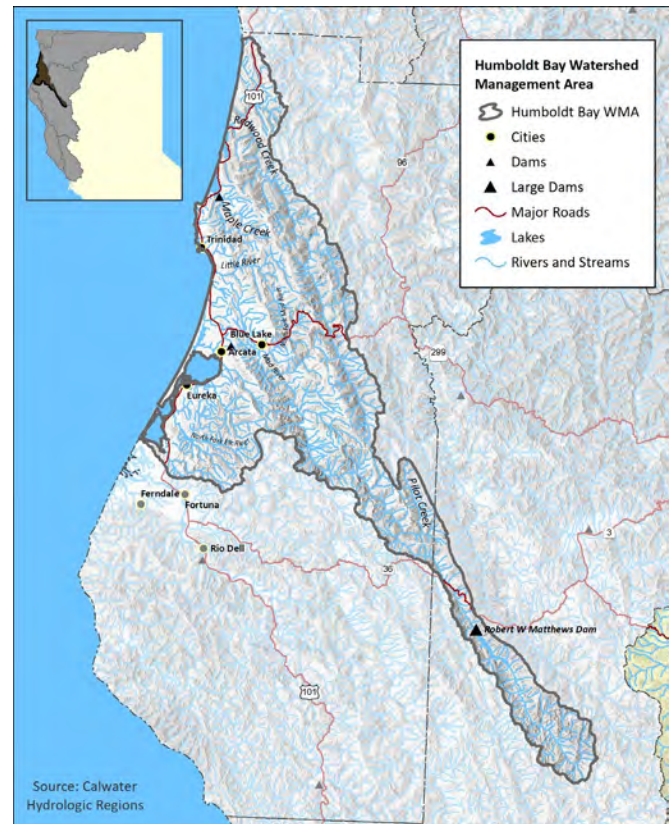 Humboldt Bay Watershed
Management Area
Humboldt Bay WMA
Cities
Dams
Large Dams
Major Roads
Lakes
Rivers and Streams
101
Redwood Creek
96
Maple Creek
Trinidad
Little River
Blue Lake
Arcata
Mad River
299
Eureka
Pilot Creek
Ferndale
Fortuna
Rio Dell
36
3
Robert W Matthews Dam
101
Source: Calwater
Hydrologic Regions